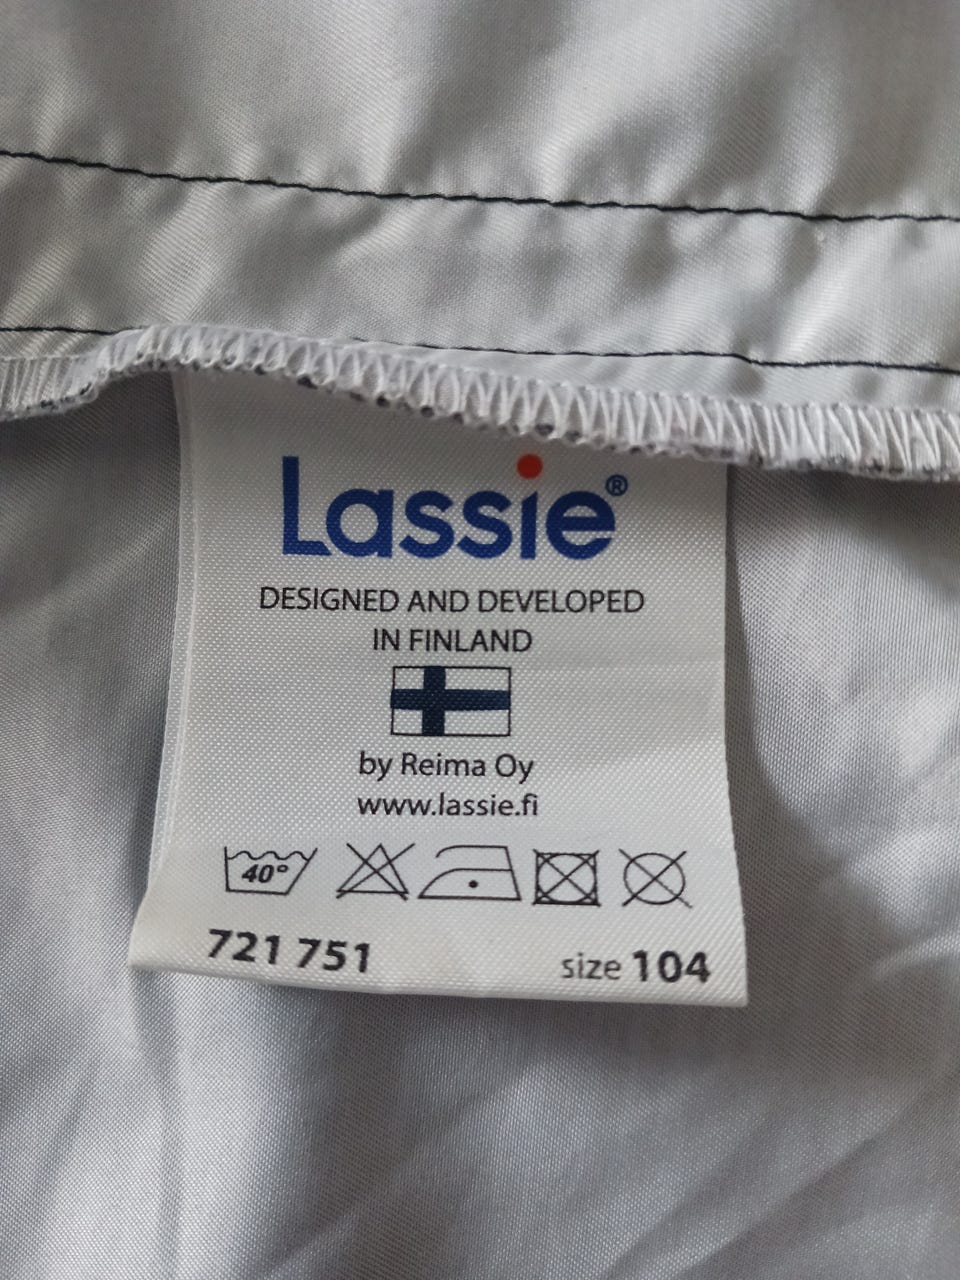 Lassie®
DESIGNED AND DEVELOPED
IN FINLAND
by Reima Oy
www.lassie.fi
40°
721 751 size 104